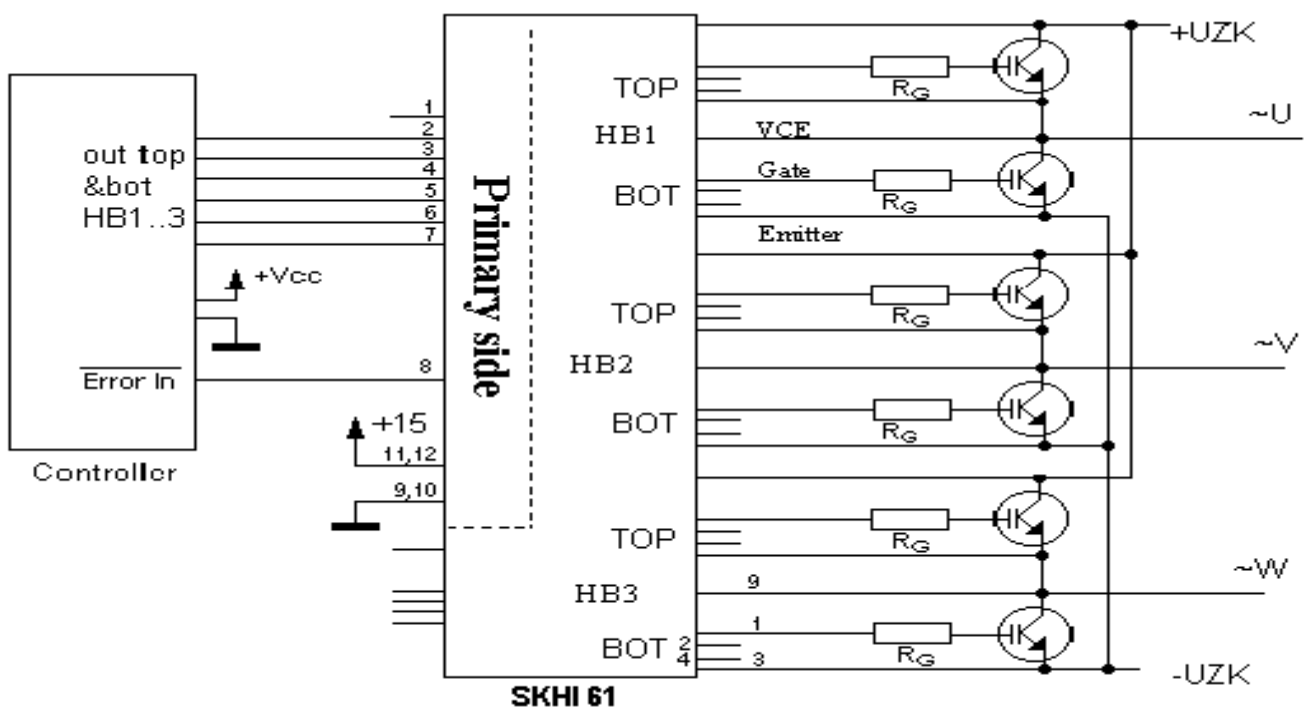 out top
&bot
HB1..3
+Vcc
Error In
Controller
1
2
3
4
5
6
7
8
+15
11,12
9,10
Primary side
SKHI 61
TOP
HB1
BOT
TOP
HB2
BOT
TOP
HB3
BOT
2
4
VCE
Gate
Emitter
9
1
3
RG
RG
RG
RG
RG
RG
+UZK
~U
~V
~W
-UZK